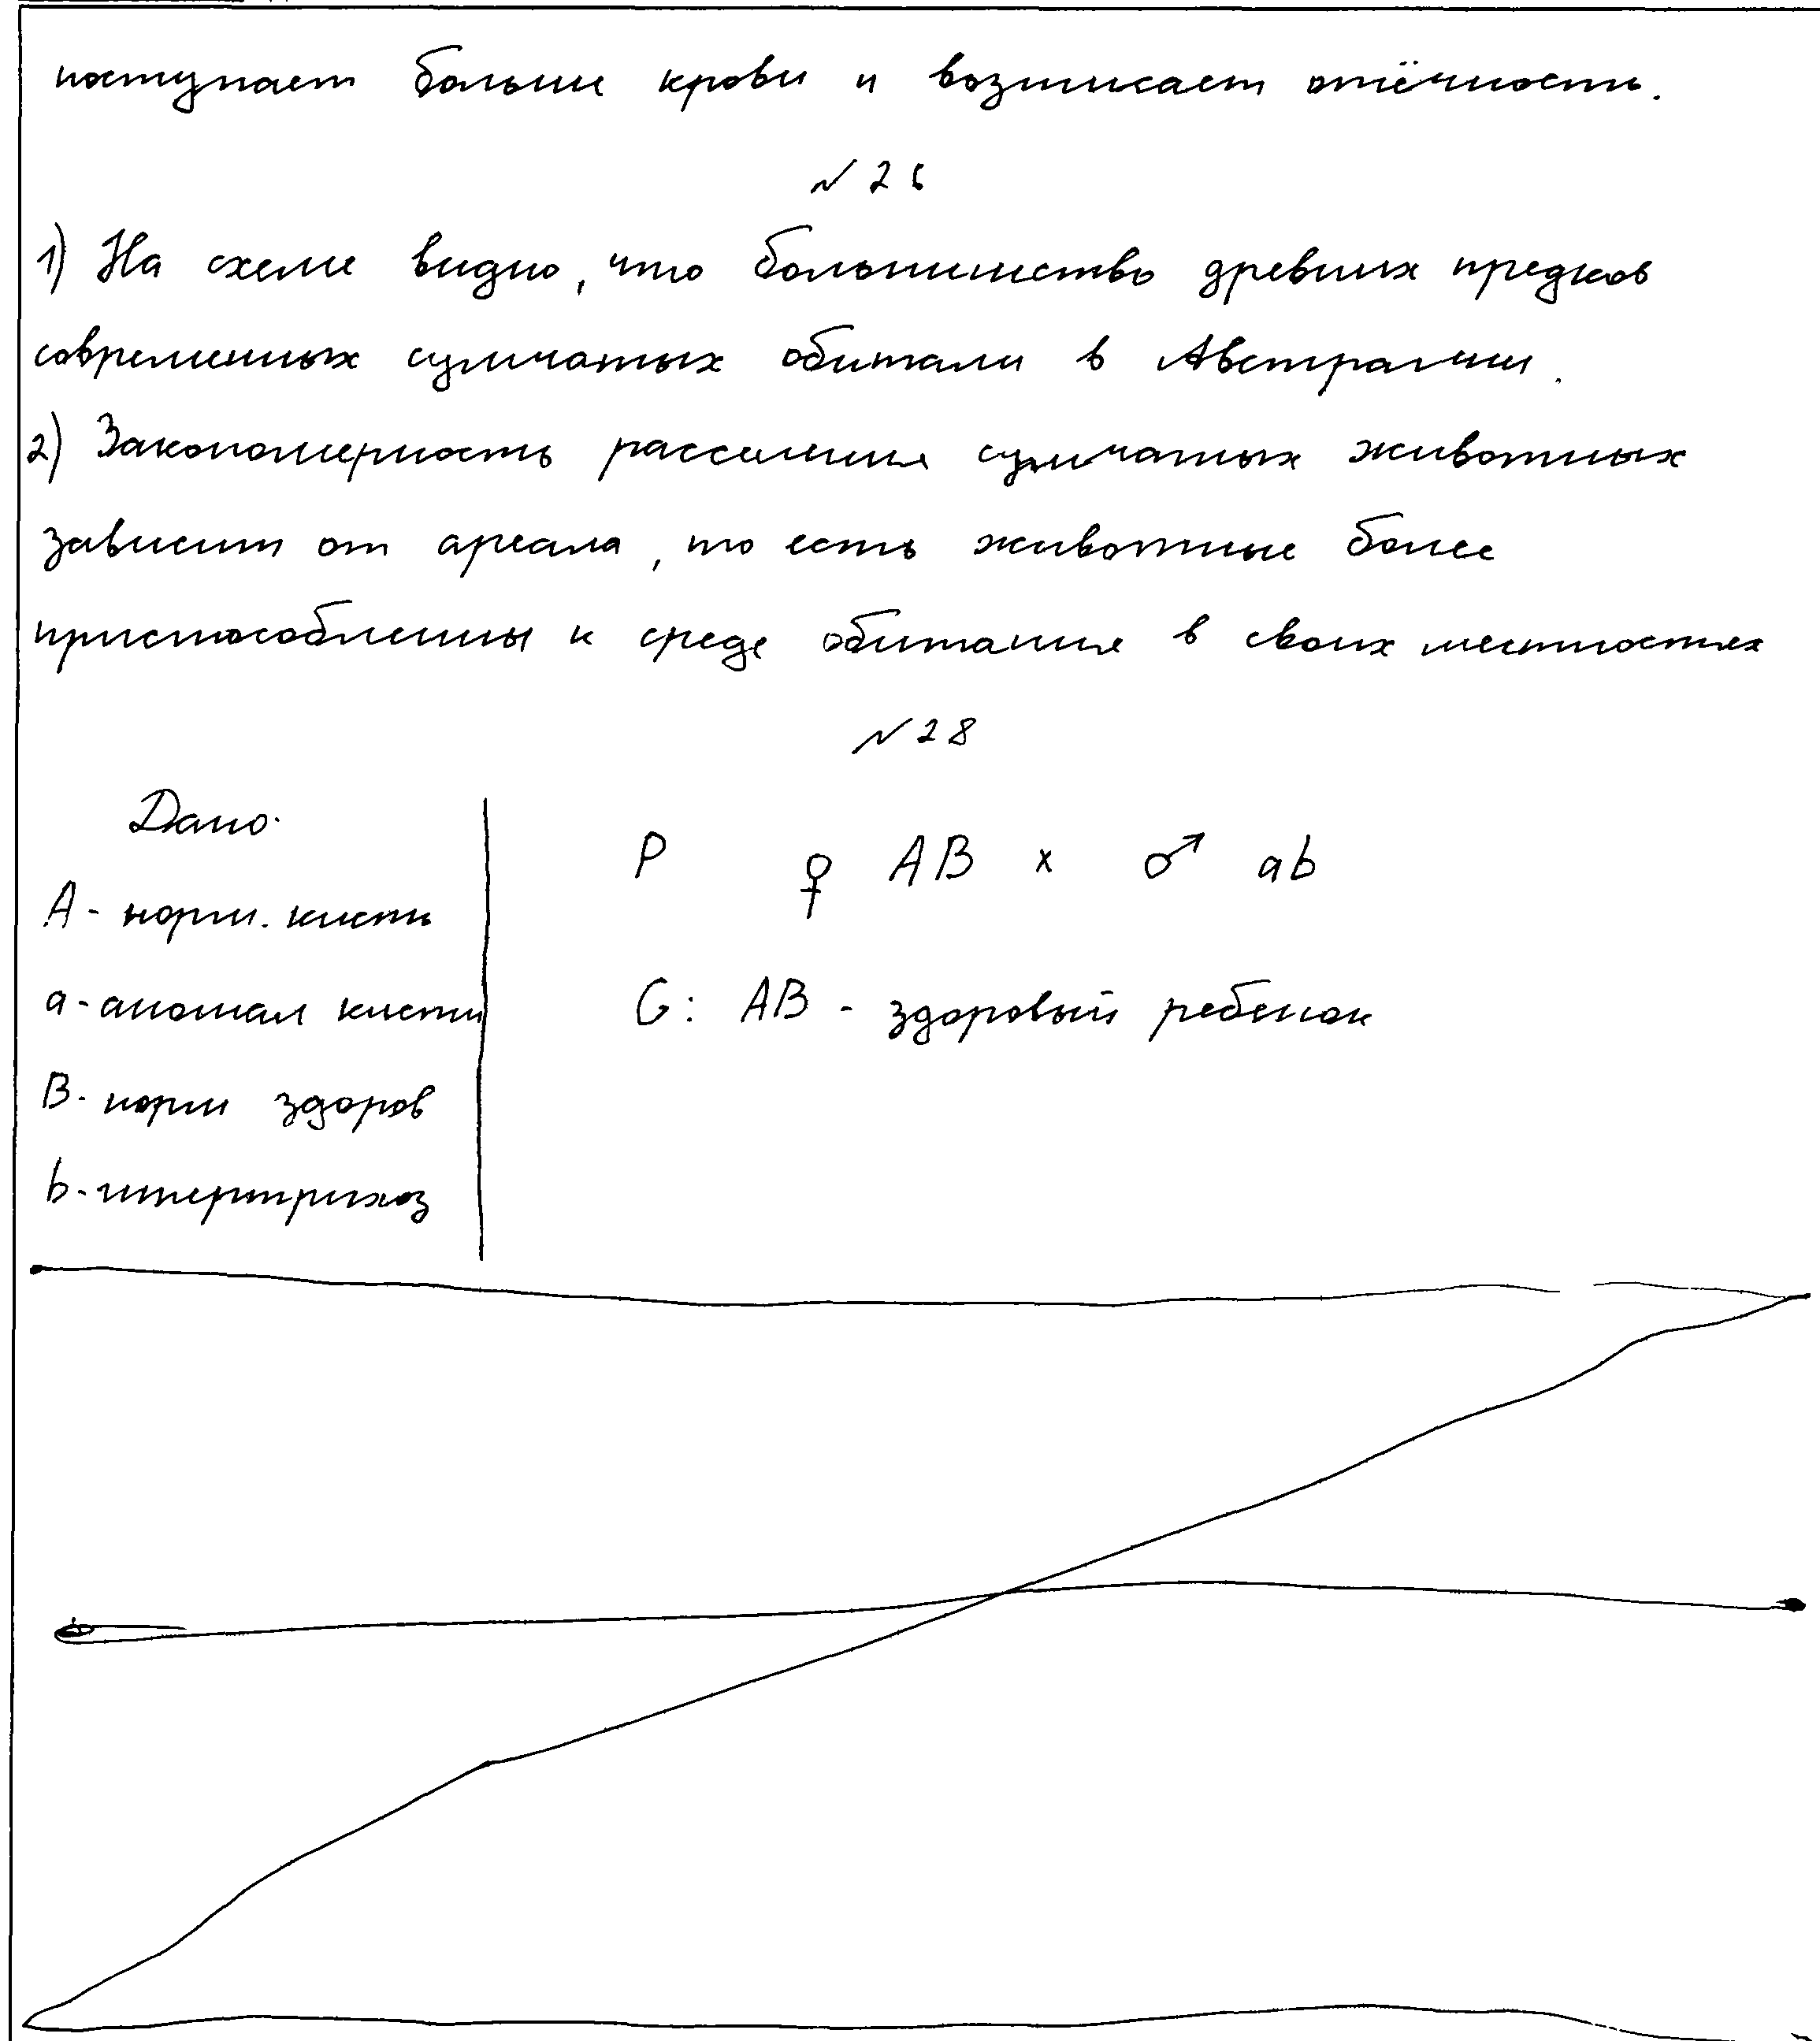 поступает больше крови и возникает отёчность.
№ 26
1) На схеме видно, что большинство древних предков
современных сумчатых обитали в Австралии.
2) Закономерность расселения сумчатых животных
зависит от ареала, то есть животные более
приспособленны к среде обитания в своих местностях
№ 28
Дано.
P ♀ AB x ♂ ab
A - норм. кисть
a - аномал кисти
G: AB - здоровый ребенок
B - норм здоров
b - гипертрихоз